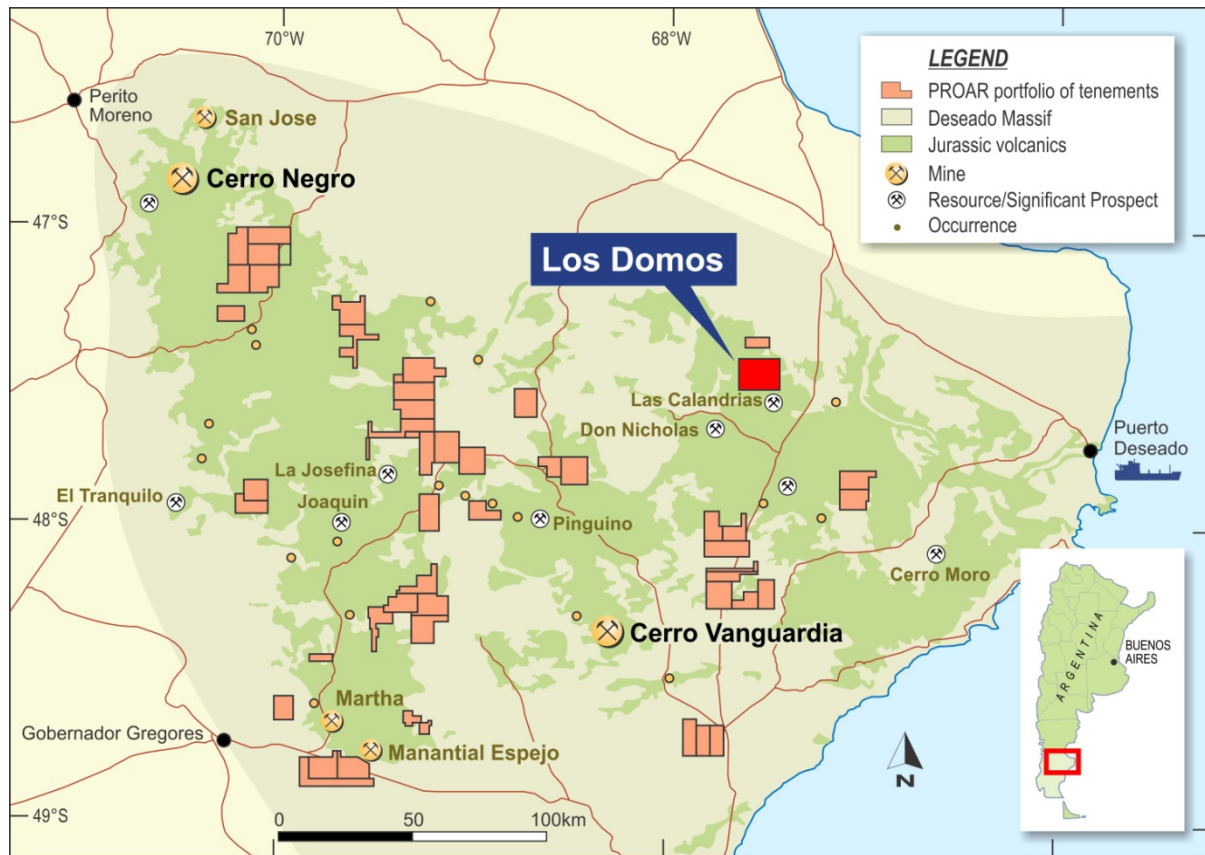 70°W
68°W
LEGEND
PROAR portfolio of tenements
Deseado Massif
Jurassic volcanics
Mine
Resource/Significant Prospect
Occurrence
Perito
Moreno
San Jose
Cerro Negro
47°S
Los Domos
Las Calandrias
Don Nicholas
Puerto
Deseado
La Josefina
El Tranquilo
Joaquin
48°S
Pinguino
Cerro Moro
Cerro Vanguardia
ARGENTINA
BUENOS
AIRES
Martha
Gobernador Gregores
Manantial Espejo
N
49°S
0
50
100km